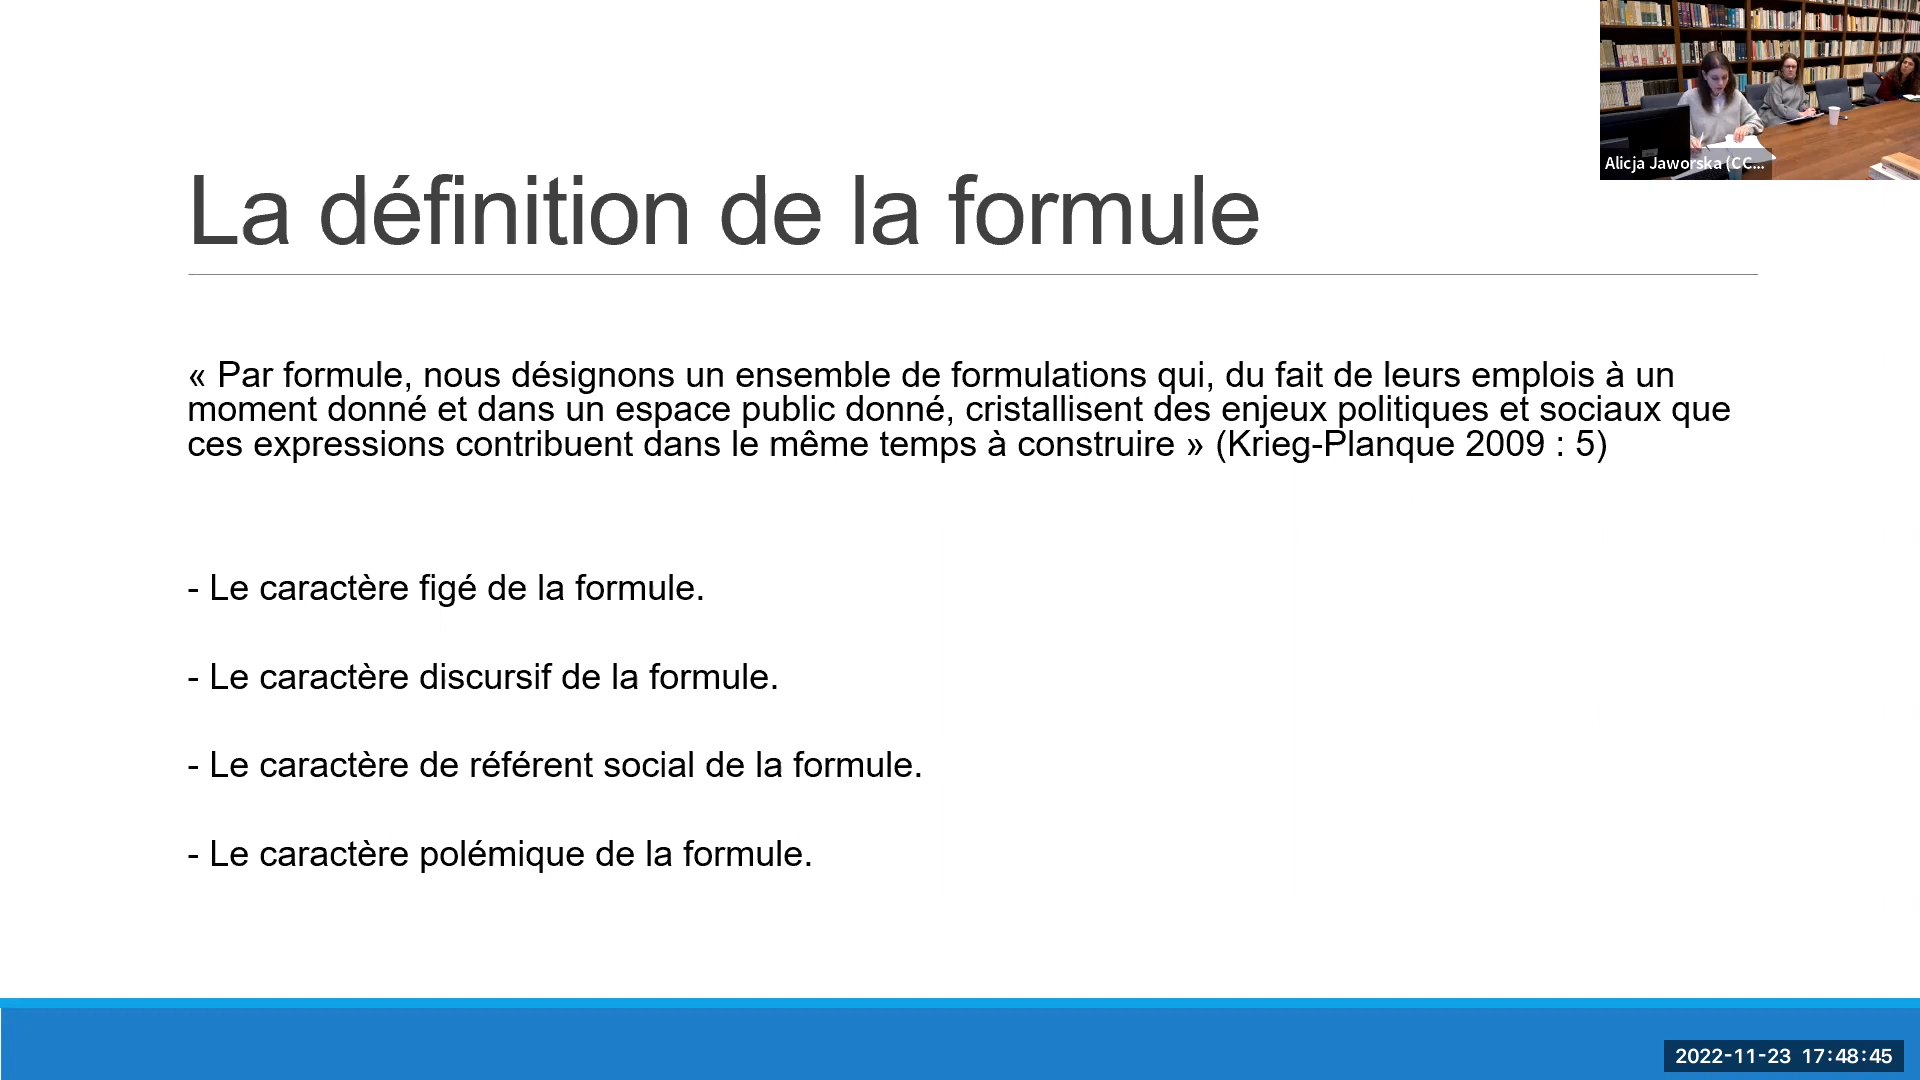 Alicja Jaworska (CC...
La définition de la formule
« Par formule, nous désignons un ensemble de formulations qui, du fait de leurs emplois à un
moment donné et dans un espace public donné, cristallisent des enjeux politiques et sociaux que
ces expressions contribuent dans le même temps à construire » (Krieg-Planque 2009 : 5)
- Le caractère figé de la formule.
- Le caractère discursif de la formule.
- Le caractère de référent social de la formule.
- Le caractère polémique de la formule.
2022-11-23 17:48:45